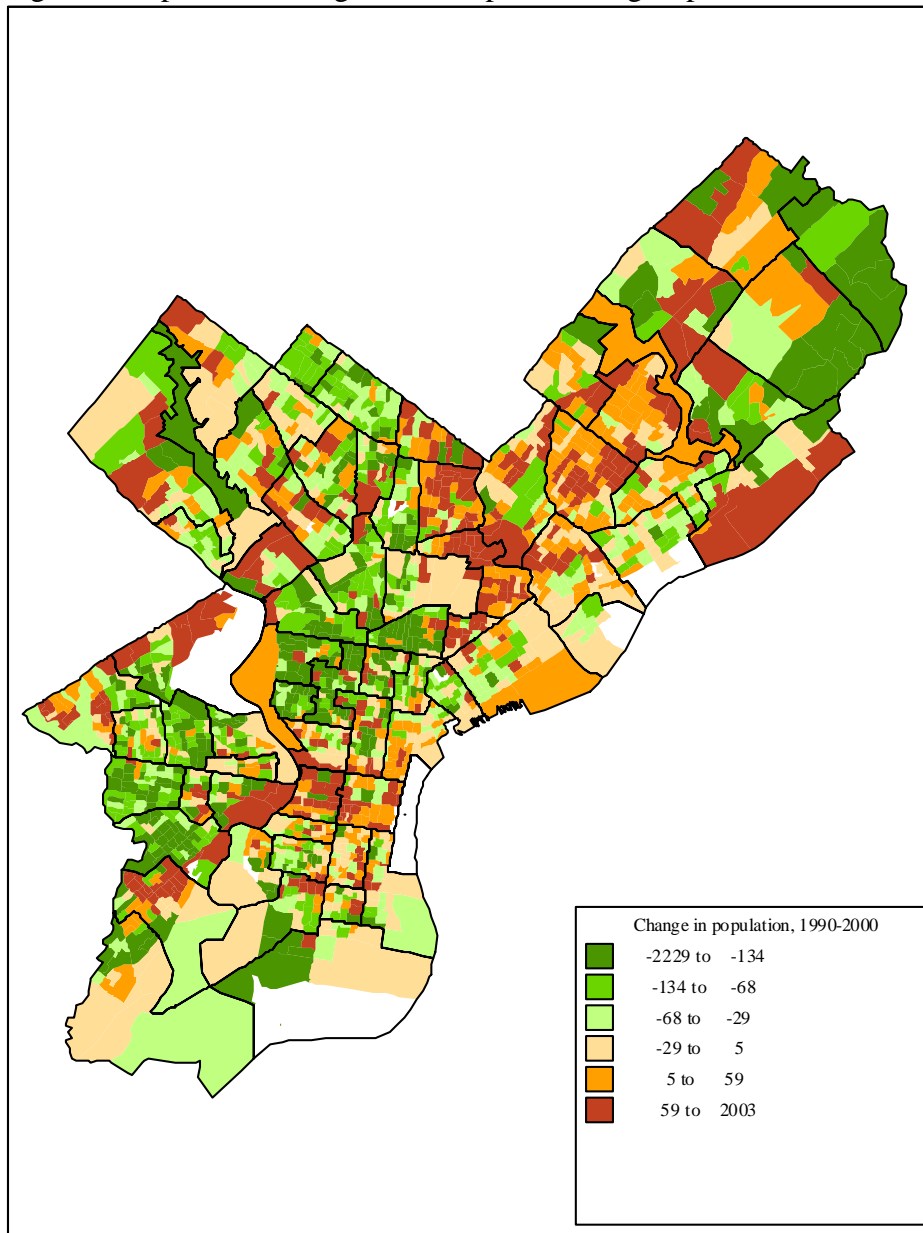 Change in population, 1990-2000
-2229 to -134
-134 to -68
-68 to -29
-29 to 5
5 to 59
59 to 2003